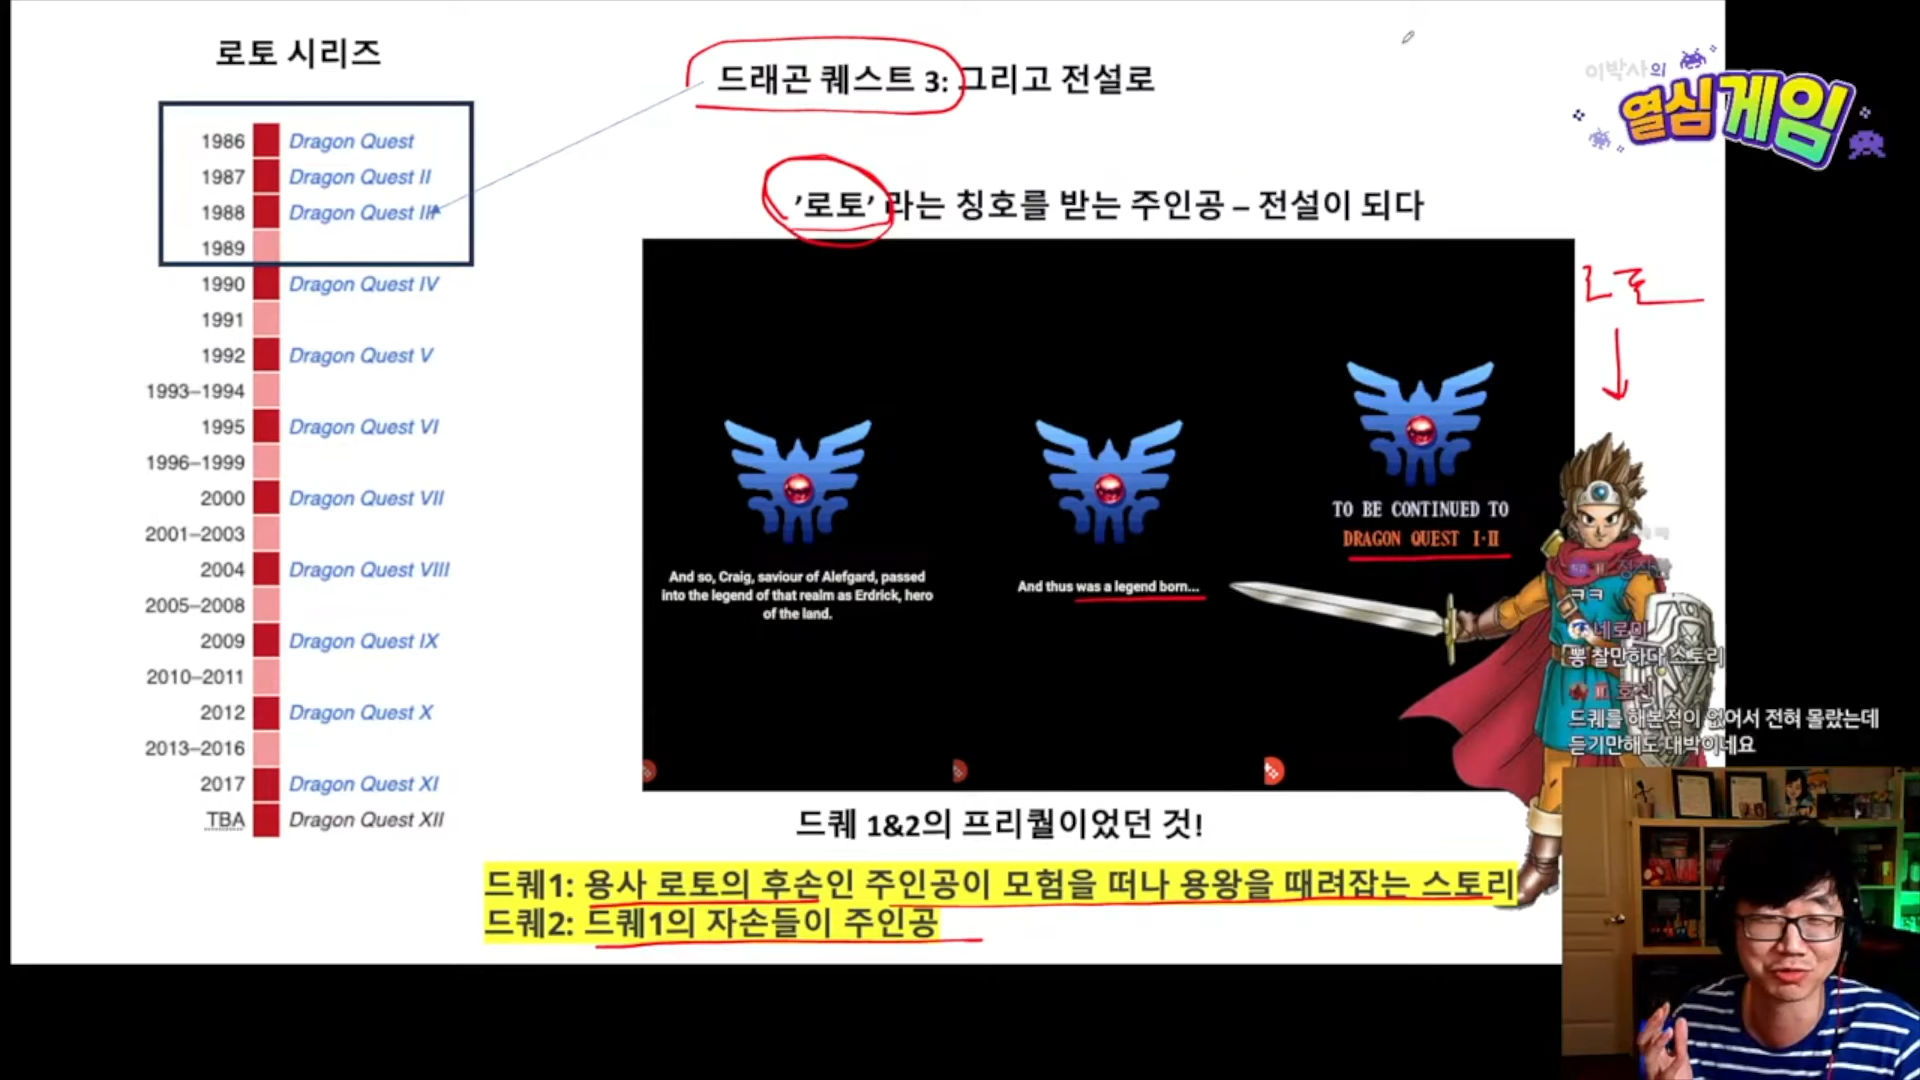 로토 시리즈
1986 Dragon Quest
1987 Dragon Quest II
1988 Dragon Quest III
1989
1990 Dragon Quest IV
1991
1992 Dragon Quest V
1993–1994
1995 Dragon Quest VI
1996–1999
2000 Dragon Quest VII
2001–2003
2004 Dragon Quest VIII
2005–2008
2009 Dragon Quest IX
2010–2011
2012 Dragon Quest X
2013–2016
2017 Dragon Quest XI
TBA Dragon Quest XII
드래곤 퀘스트 3: 그리고 전설로
'로토' 라는 칭호를 받는 주인공 – 전설이 되다
And so, Craig, saviour of Alefgard, passed
into the legend of that realm as Erdrick, hero
of the land.
And thus was a legend born...
TO BE CONTINUED TO
DRAGON QUEST I·II
드퀘 1&2의 프리퀄이었던 것!
드퀘1: 용사 로토의 후손인 주인공이 모험을 떠나 용왕을 때려잡는 스토리
드퀘2: 드퀘1의 자손들이 주인공
이박사의
열심게임
로토
ㅋㅋ
네로미
뽕 찰만하다 스토리
호진
드퀘를 해본적이 없어서 전혀 몰랐는데
듣기만해도 대박이네요